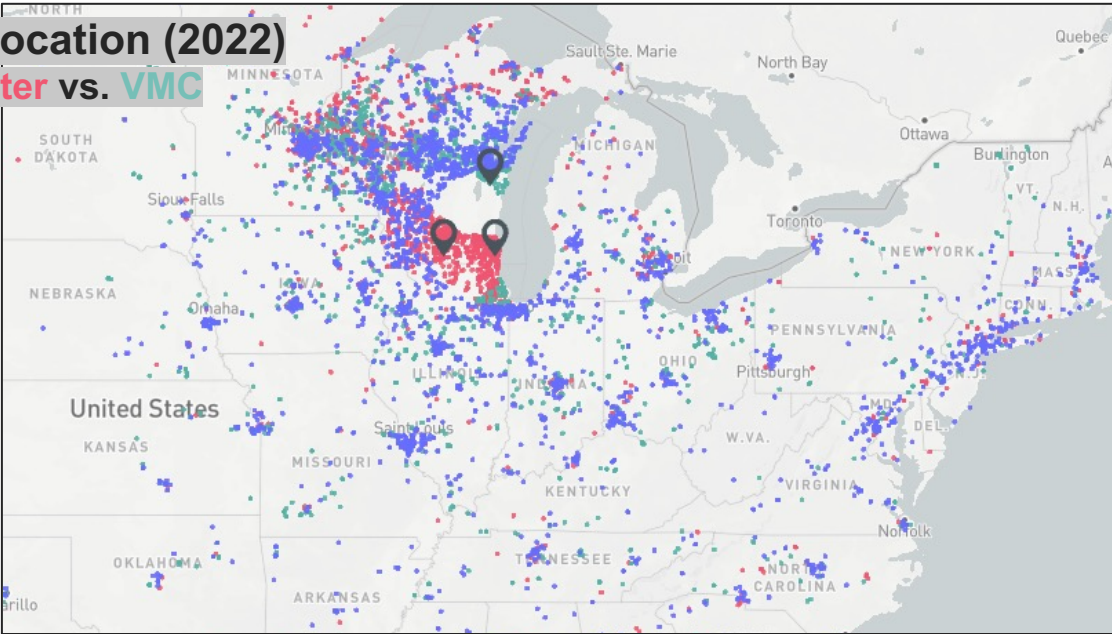 NORTH
ocation (2022)
ter vs. VMC
MINNESOTA
Sault Ste. Marie
North Bay
Quebec
SOUTH
DAKOTA
MICHIGAN
Ottawa
Burlington
VT.
N.H.
Sioux Falls
Toronto
NEW YORK
MASS
NEBRASKA
IOWA
CONN.
Omaha
PENNSYLVANIA
ILLINOIS
INDIANA
OHIO
Pittsburgh
N.J.
United States
MD.
DEL.
KANSAS
Saint Louis
W.VA.
MISSOURI
KENTUCKY
VIRGINIA
Norfolk
OKLAHOMA
TENNESSEE
NORTH
CAROLINA
arillo
ARKANSAS